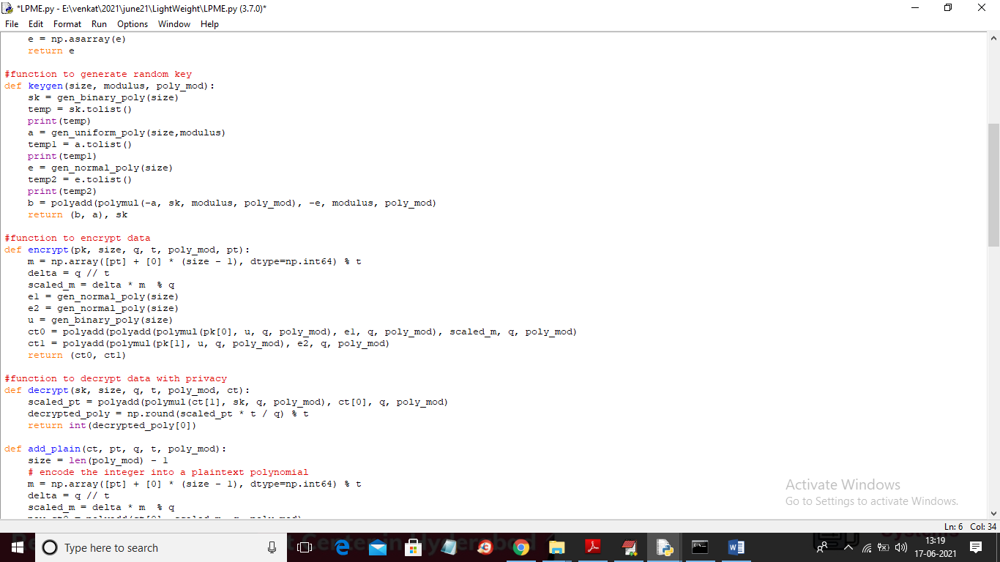 *LPME.py - E:\venkat\2021\june21\LightWeight\LPME.py (3.7.0)*
File Edit Format Run Options Window Help
    e = np.asarray(e)
    return e

#function to generate random key
def keygen(size, modulus, poly_mod):
    sk = gen_binary_poly(size)
    temp = sk.tolist()
    print(temp)
    a = gen_uniform_poly(size,modulus)
    temp1 = a.tolist()
    print(temp1)
    e = gen_normal_poly(size)
    temp2 = e.tolist()
    print(temp2)
    b = polyadd(polymul(-a, sk, modulus, poly_mod), -e, modulus, poly_mod)
    return (b, a), sk

#function to encrypt data
def encrypt(pk, size, q, t, poly_mod, pt):
    m = np.array([pt] + [0] * (size - 1), dtype=np.int64) % t
    delta = q // t
    scaled_m = delta * m  % q
    e1 = gen_normal_poly(size)
    e2 = gen_normal_poly(size)
    u = gen_binary_poly(size)
    ct0 = polyadd(polyadd(polymul(pk[0], u, q, poly_mod), e1, q, poly_mod), scaled_m, q, poly_mod)
    ct1 = polyadd(polymul(pk[1], u, q, poly_mod), e2, q, poly_mod)
    return (ct0, ct1)

#function to decrypt data with privacy
def decrypt(sk, size, q, t, poly_mod, ct):
    scaled_pt = polyadd(polymul(ct[1], sk, q, poly_mod), ct[0], q, poly_mod)
    decrypted_poly = np.round(scaled_pt * t / q) % t
    return int(decrypted_poly[0])

def add_plain(ct, pt, q, t, poly_mod):
    size = len(poly_mod) - 1
    # encode the integer into a plaintext polynomial
    m = np.array([pt] + [0] * (size - 1), dtype=np.int64) % t
    delta = q // t
    scaled_m = delta * m  % q
Activate Windows
Go to Settings to activate Windows.
Ln: 6 Col: 34
Type here to search
13:19
17-06-2021